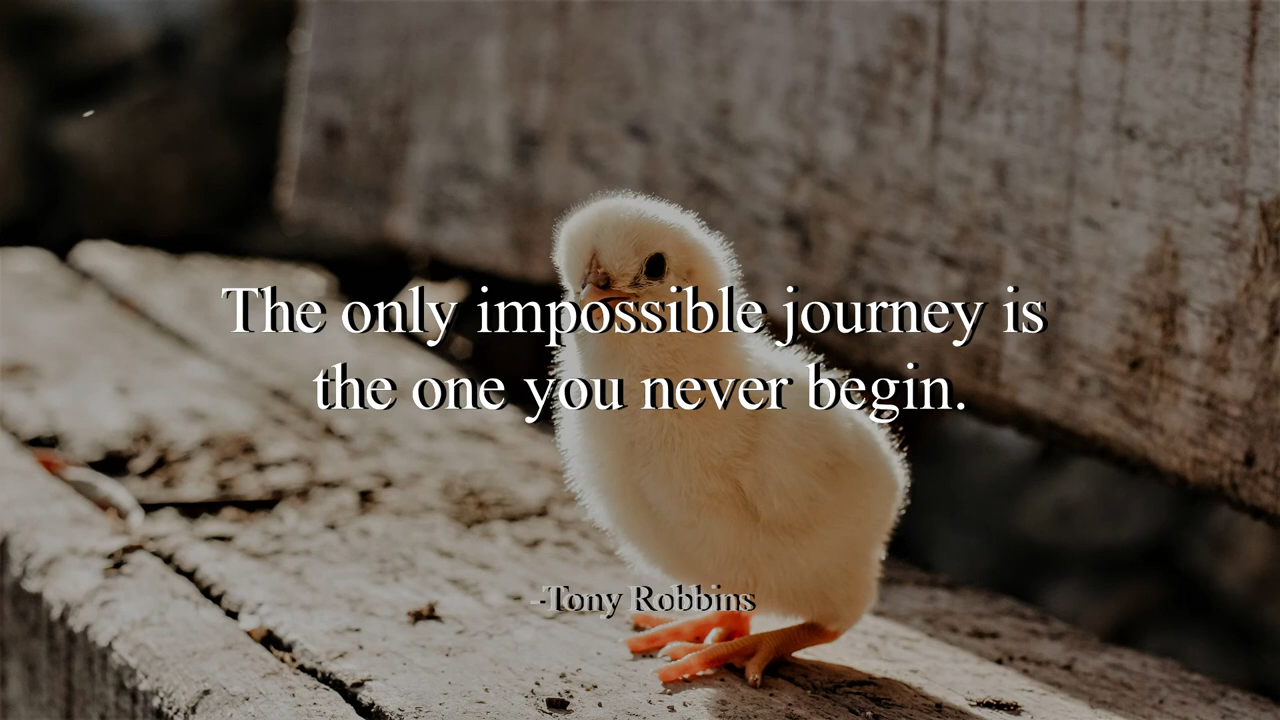 The only impossible journey is
the one you never begin.
-Tony Robbins